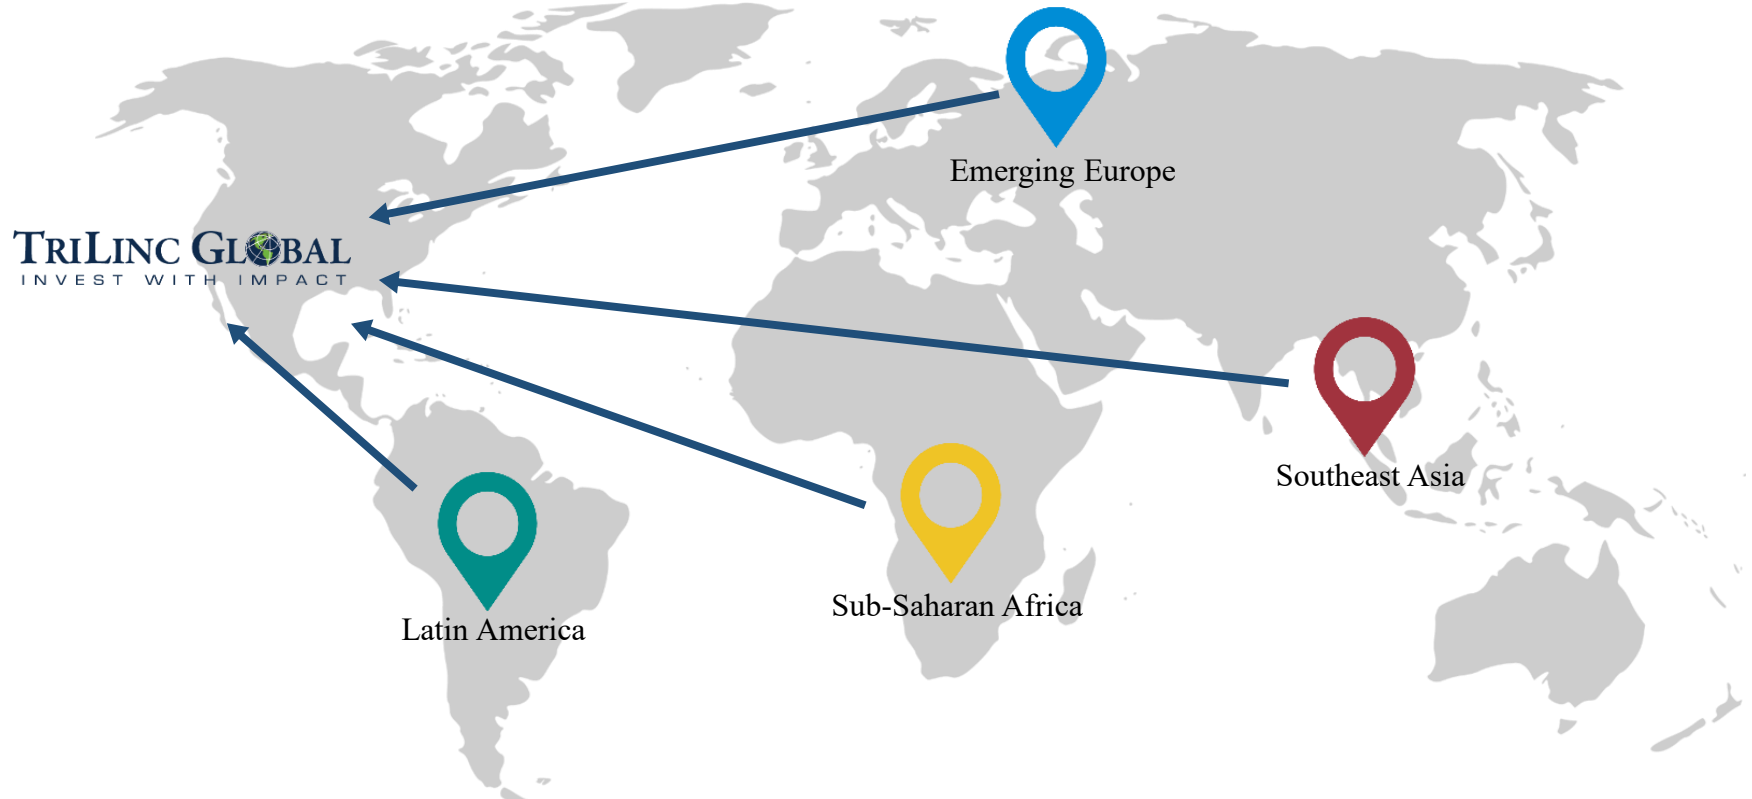 Emerging Europe
TRILINC GLOBAL
INVEST WITH IMPACT
Southeast Asia
Sub-Saharan Africa
Latin America